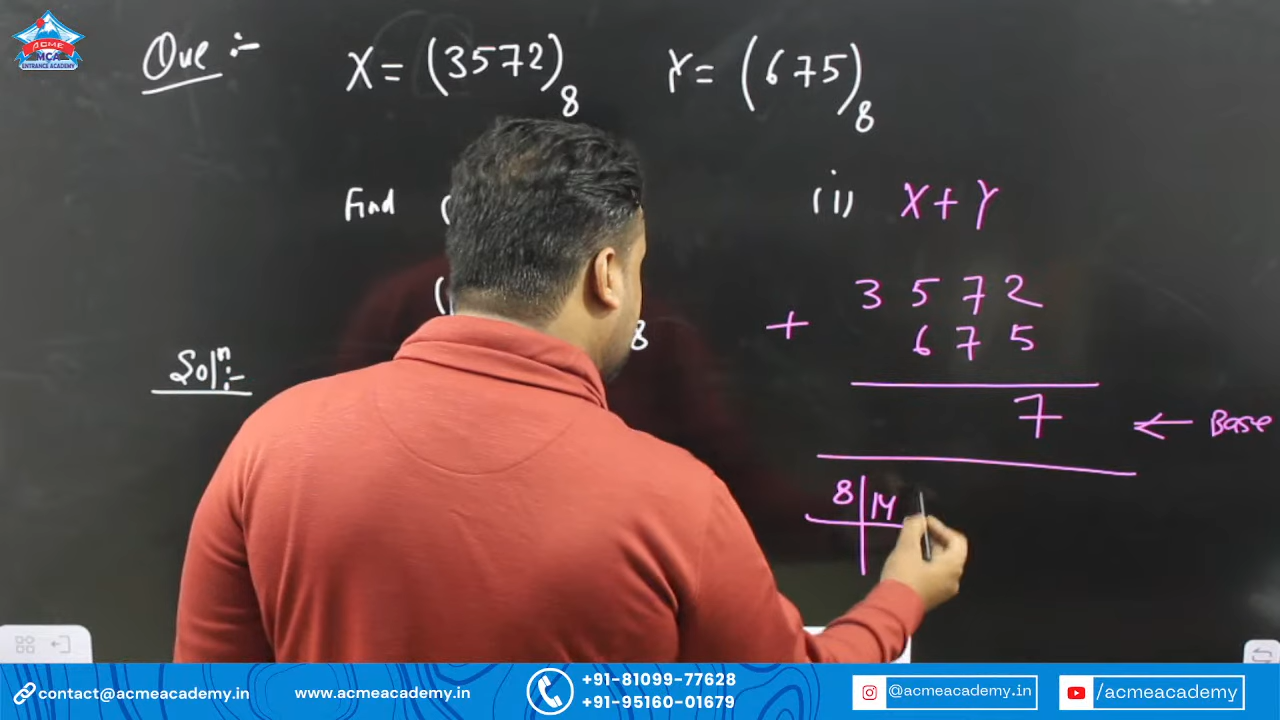 ACME
MCA
ENTRANCE ACADEMY
Que :-
X = (3572)8
Y = (675)8
Find (
(i) X + Y
(
8
Soln:-
3 5 7 2
+ 6 7 5
7
← Base
8 | 14
contact@acmeacademy.in
www.acmeacademy.in
+91-81099-77628
+91-95160-01679
@acmeacademy.in
/acmeacademy